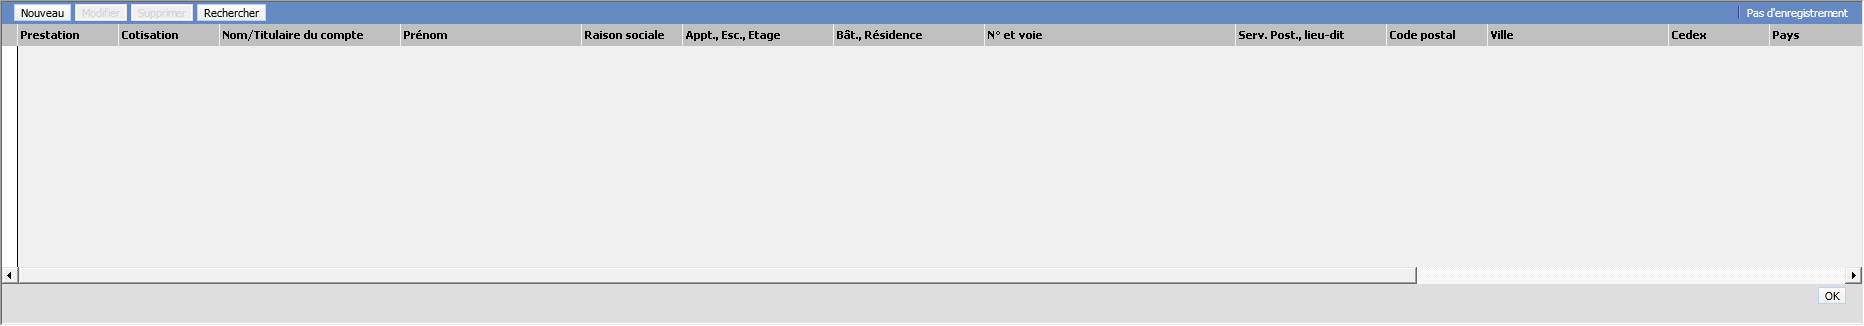 Nouveau Modifier Supprimer Rechercher Pas d'enregistrement
Prestation Cotisation Nom/Titulaire du compte Prénom Raison sociale Appt., Esc., Etage Bât., Résidence N° et voie Serv. Post., lieu-dit Code postal Ville Cedex Pays
OK